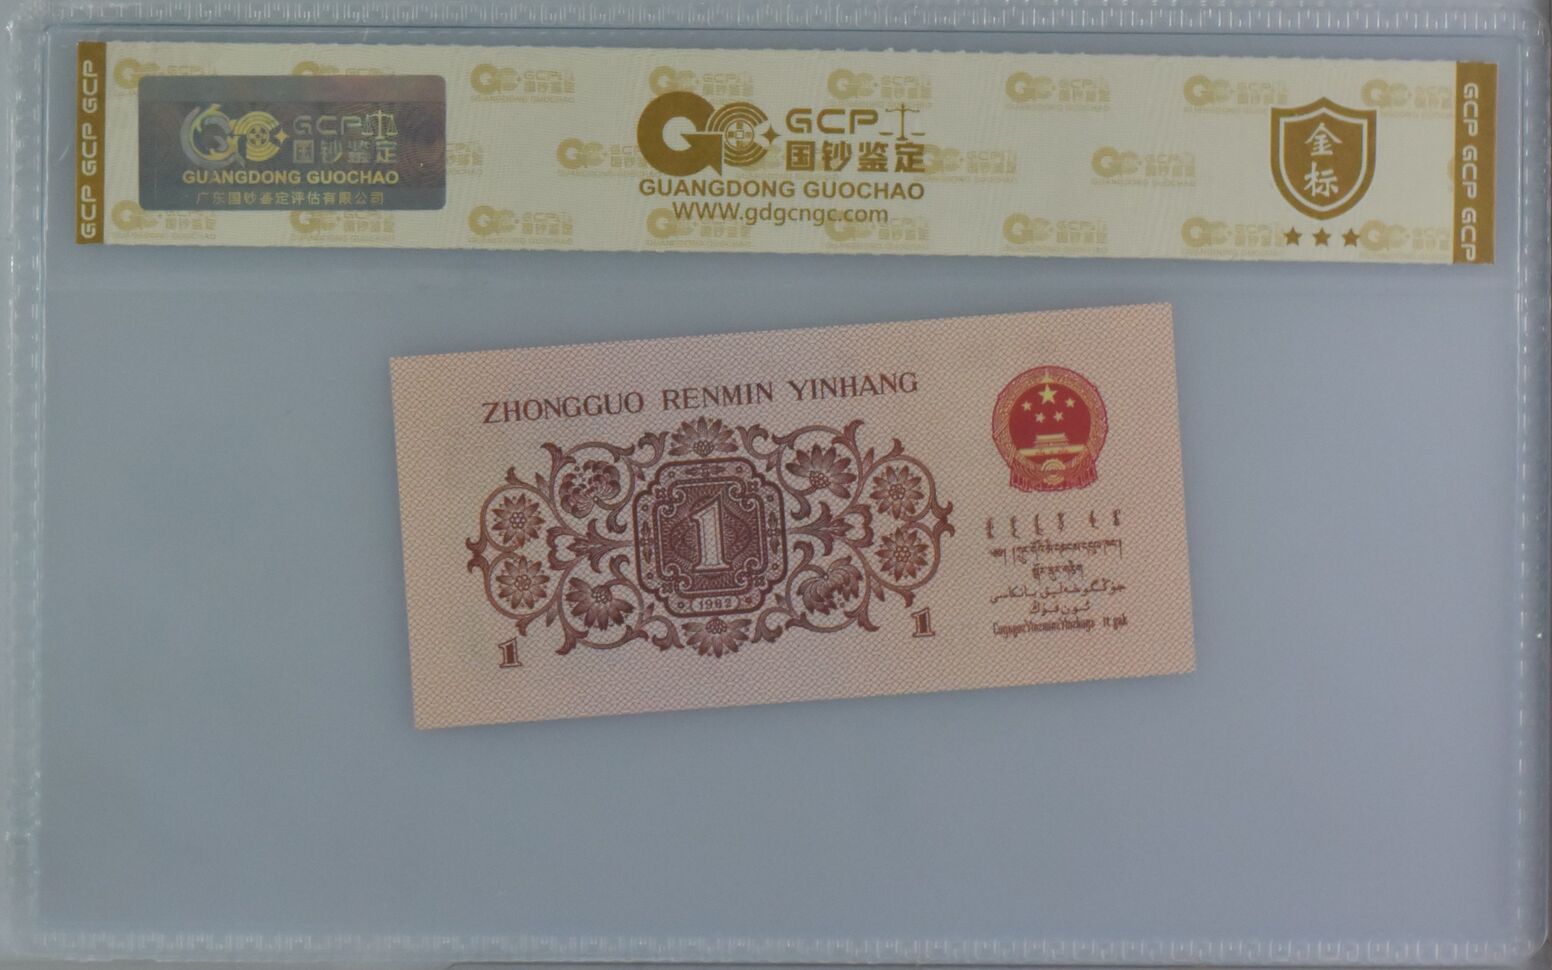 GCP GCP GCP
GCP
国钞鉴定
GUANGDONG GUOCHAO
广东国钞鉴定评估有限公司
GCP
国钞鉴定
GUANGDONG GUOCHAO
WWW.gdgcngc.com
金
标
GCP GCP GCP
ZHONGGUO RENMIN YINHANG
1
(1962)
1
1